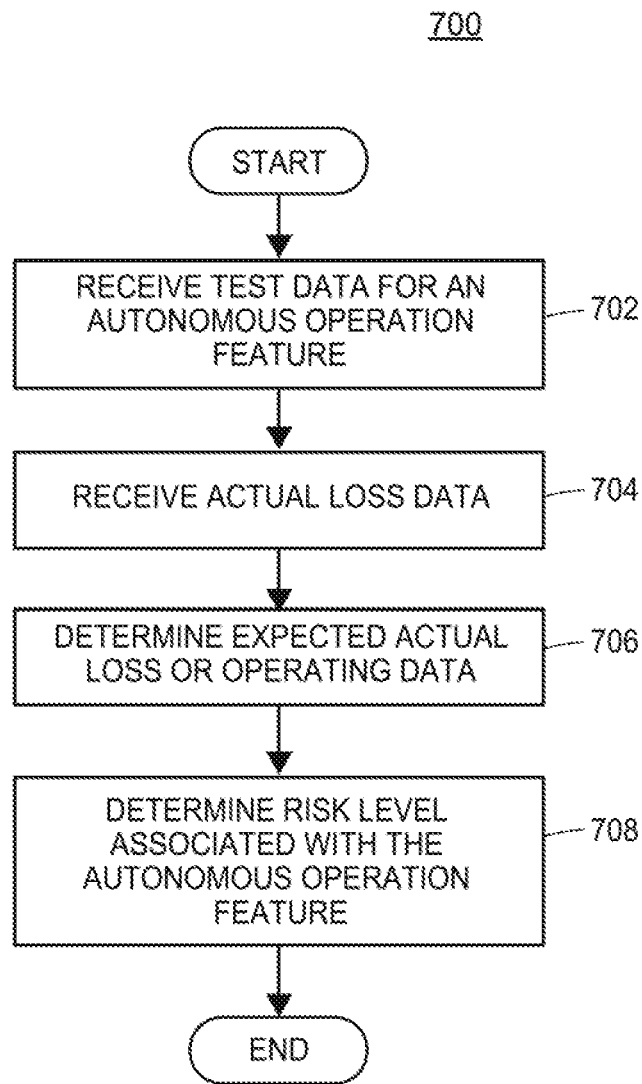 700
START
RECEIVE TEST DATA FOR AN
AUTONOMOUS OPERATION
FEATURE
702
RECEIVE ACTUAL LOSS DATA
704
DETERMINE EXPECTED ACTUAL
LOSS OR OPERATING DATA
706
DETERMINE RISK LEVEL
ASSOCIATED WITH THE
AUTONOMOUS OPERATION
FEATURE
708
END